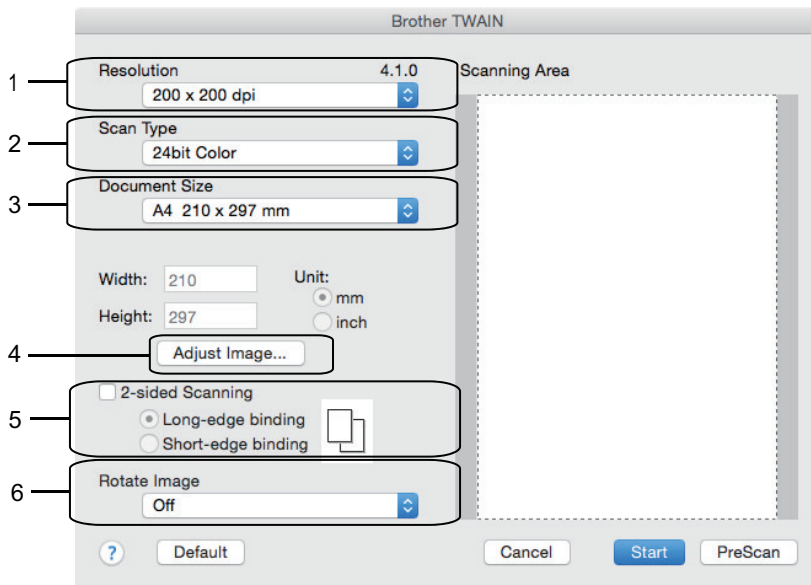 Brother TWAIN
1
Resolution 4.1.0
200 x 200 dpi
2
Scan Type
24bit Color
3
Document Size
A4 210 x 297 mm
Width: 210
Height: 297
Unit:
mm
inch
4
Adjust Image...
5
2-sided Scanning
Long-edge binding
Short-edge binding
6
Rotate Image
Off
? Default
Scanning Area
Cancel Start PreScan